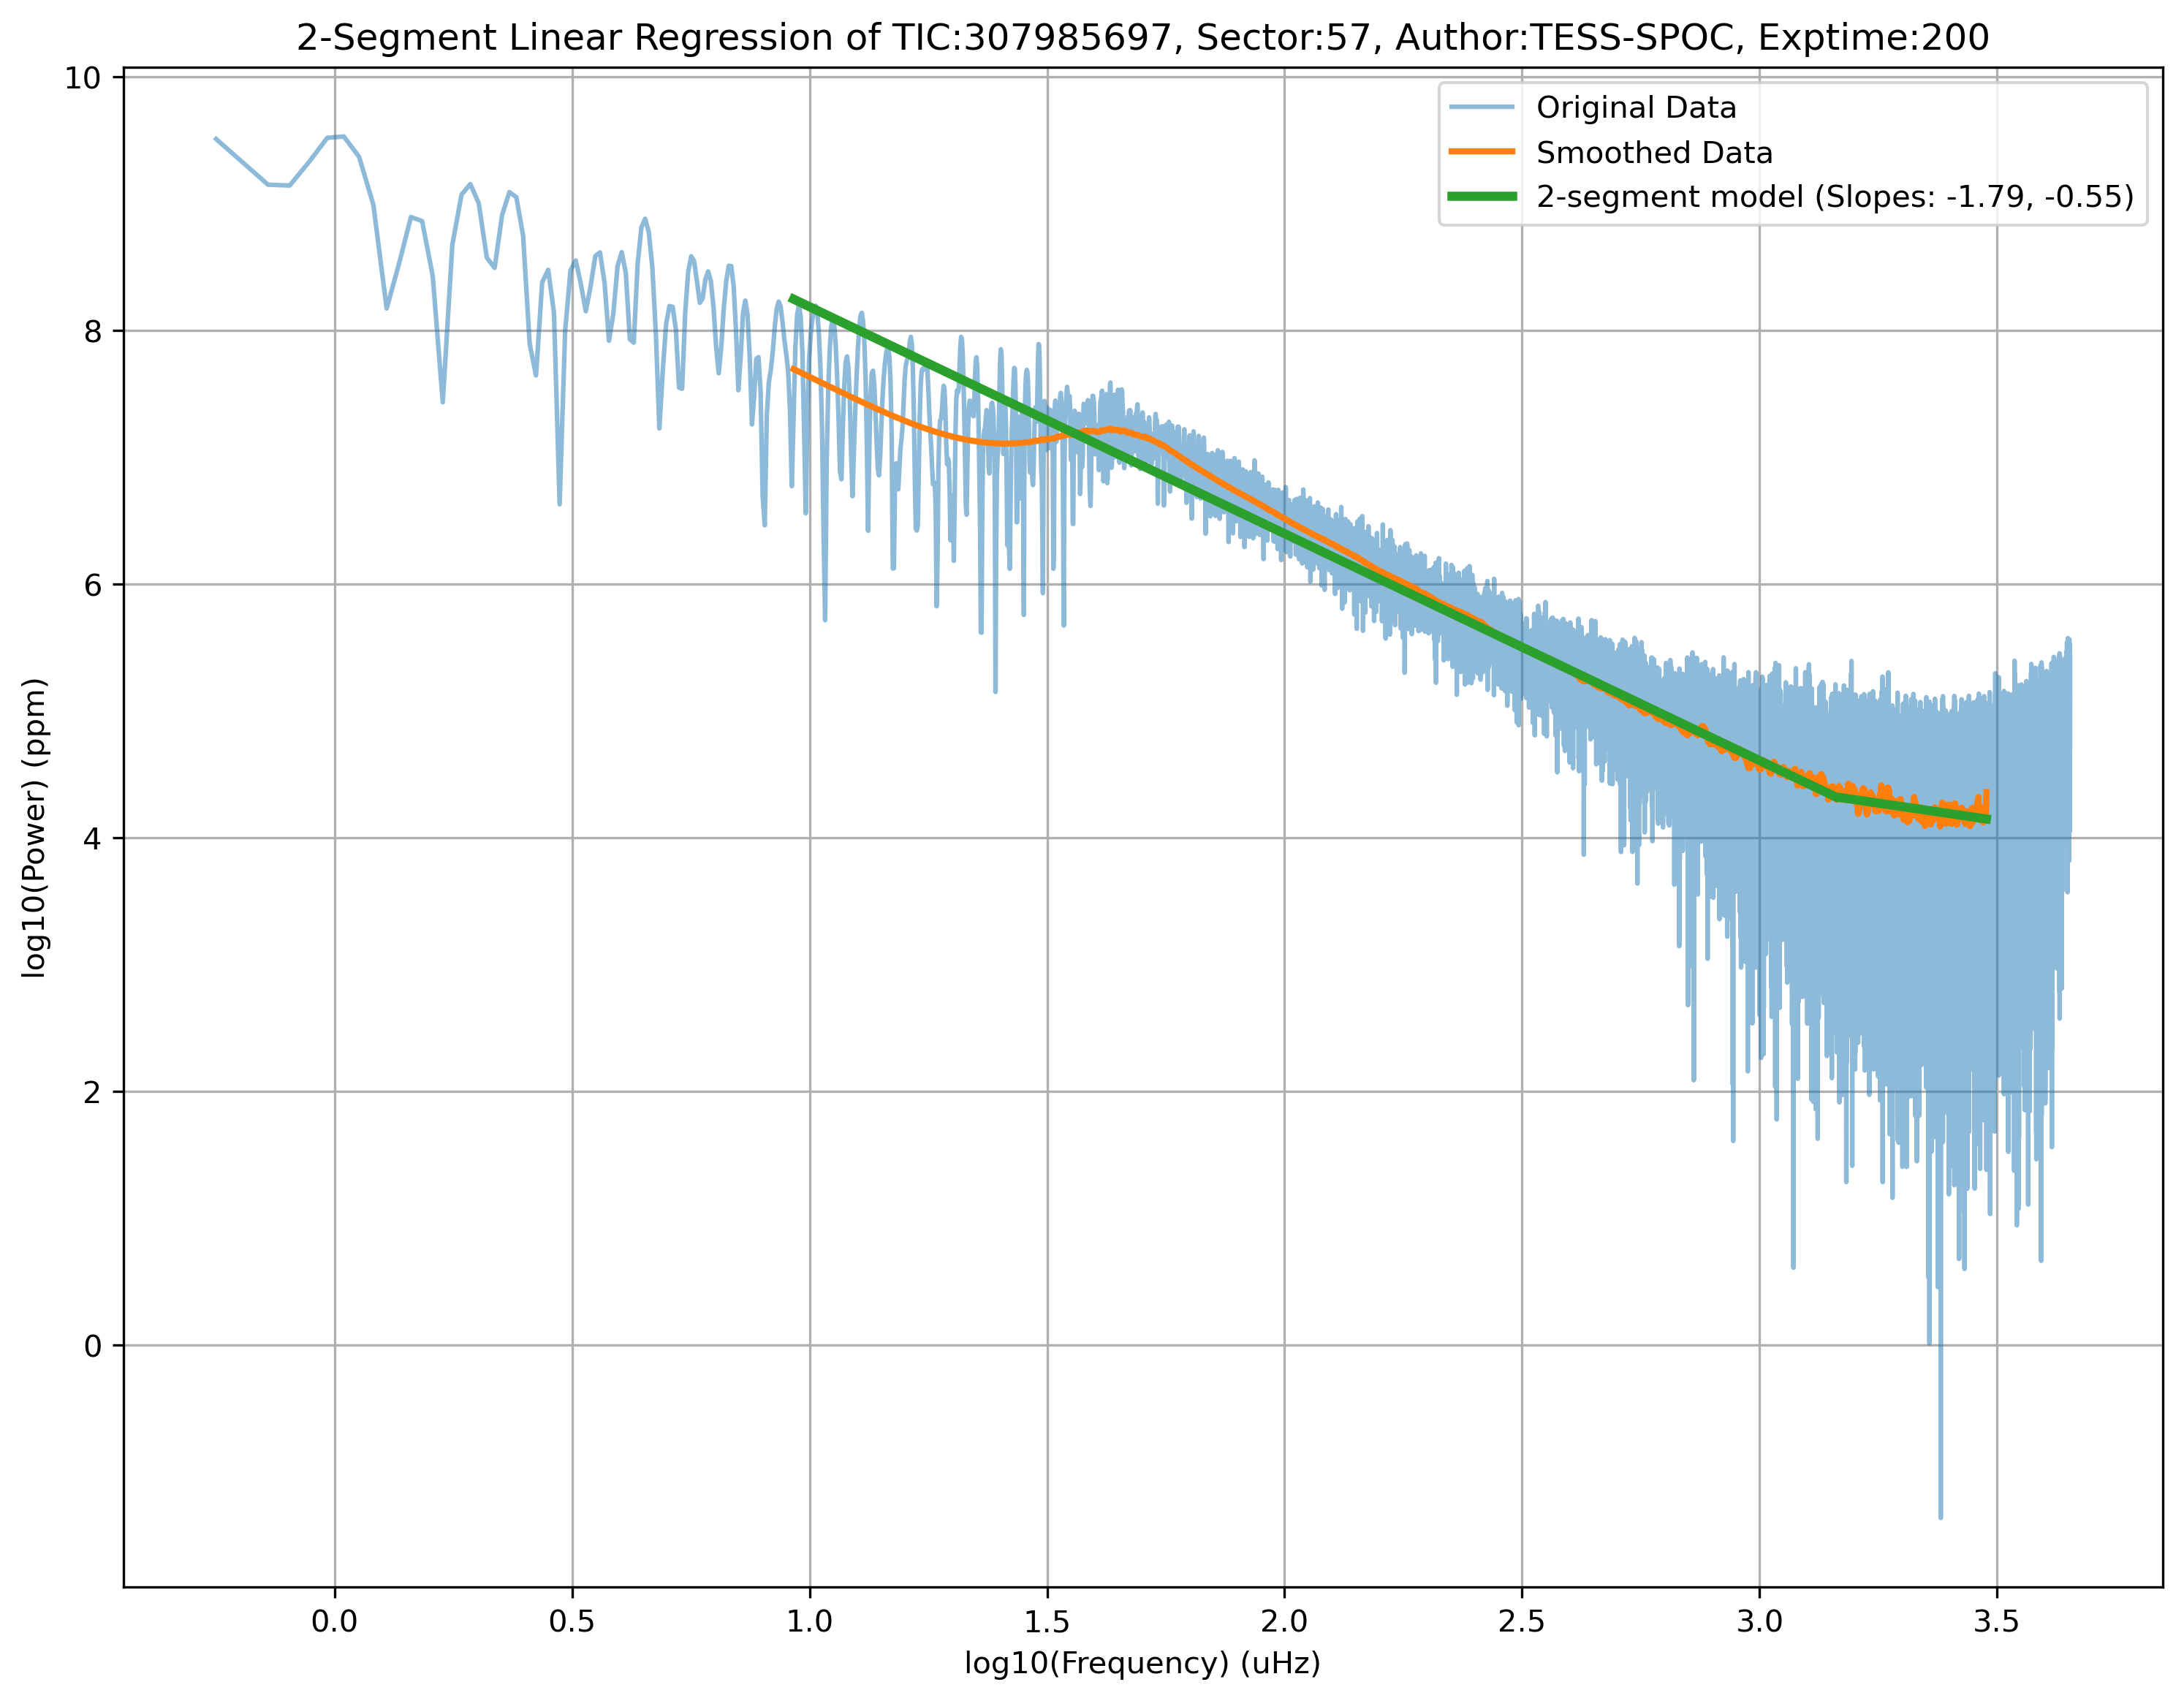 2-Segment Linear Regression of TIC:307985697, Sector:57, Author:TESS-SPOC, Exptime:200
Original Data
Smoothed Data
2-segment model (Slopes: -1.79, -0.55)
log10(Power) (ppm)
10
8
6
4
2
0
0.0 0.5 1.0 1.5 2.0 2.5 3.0 3.5
log10(Frequency) (uHz)